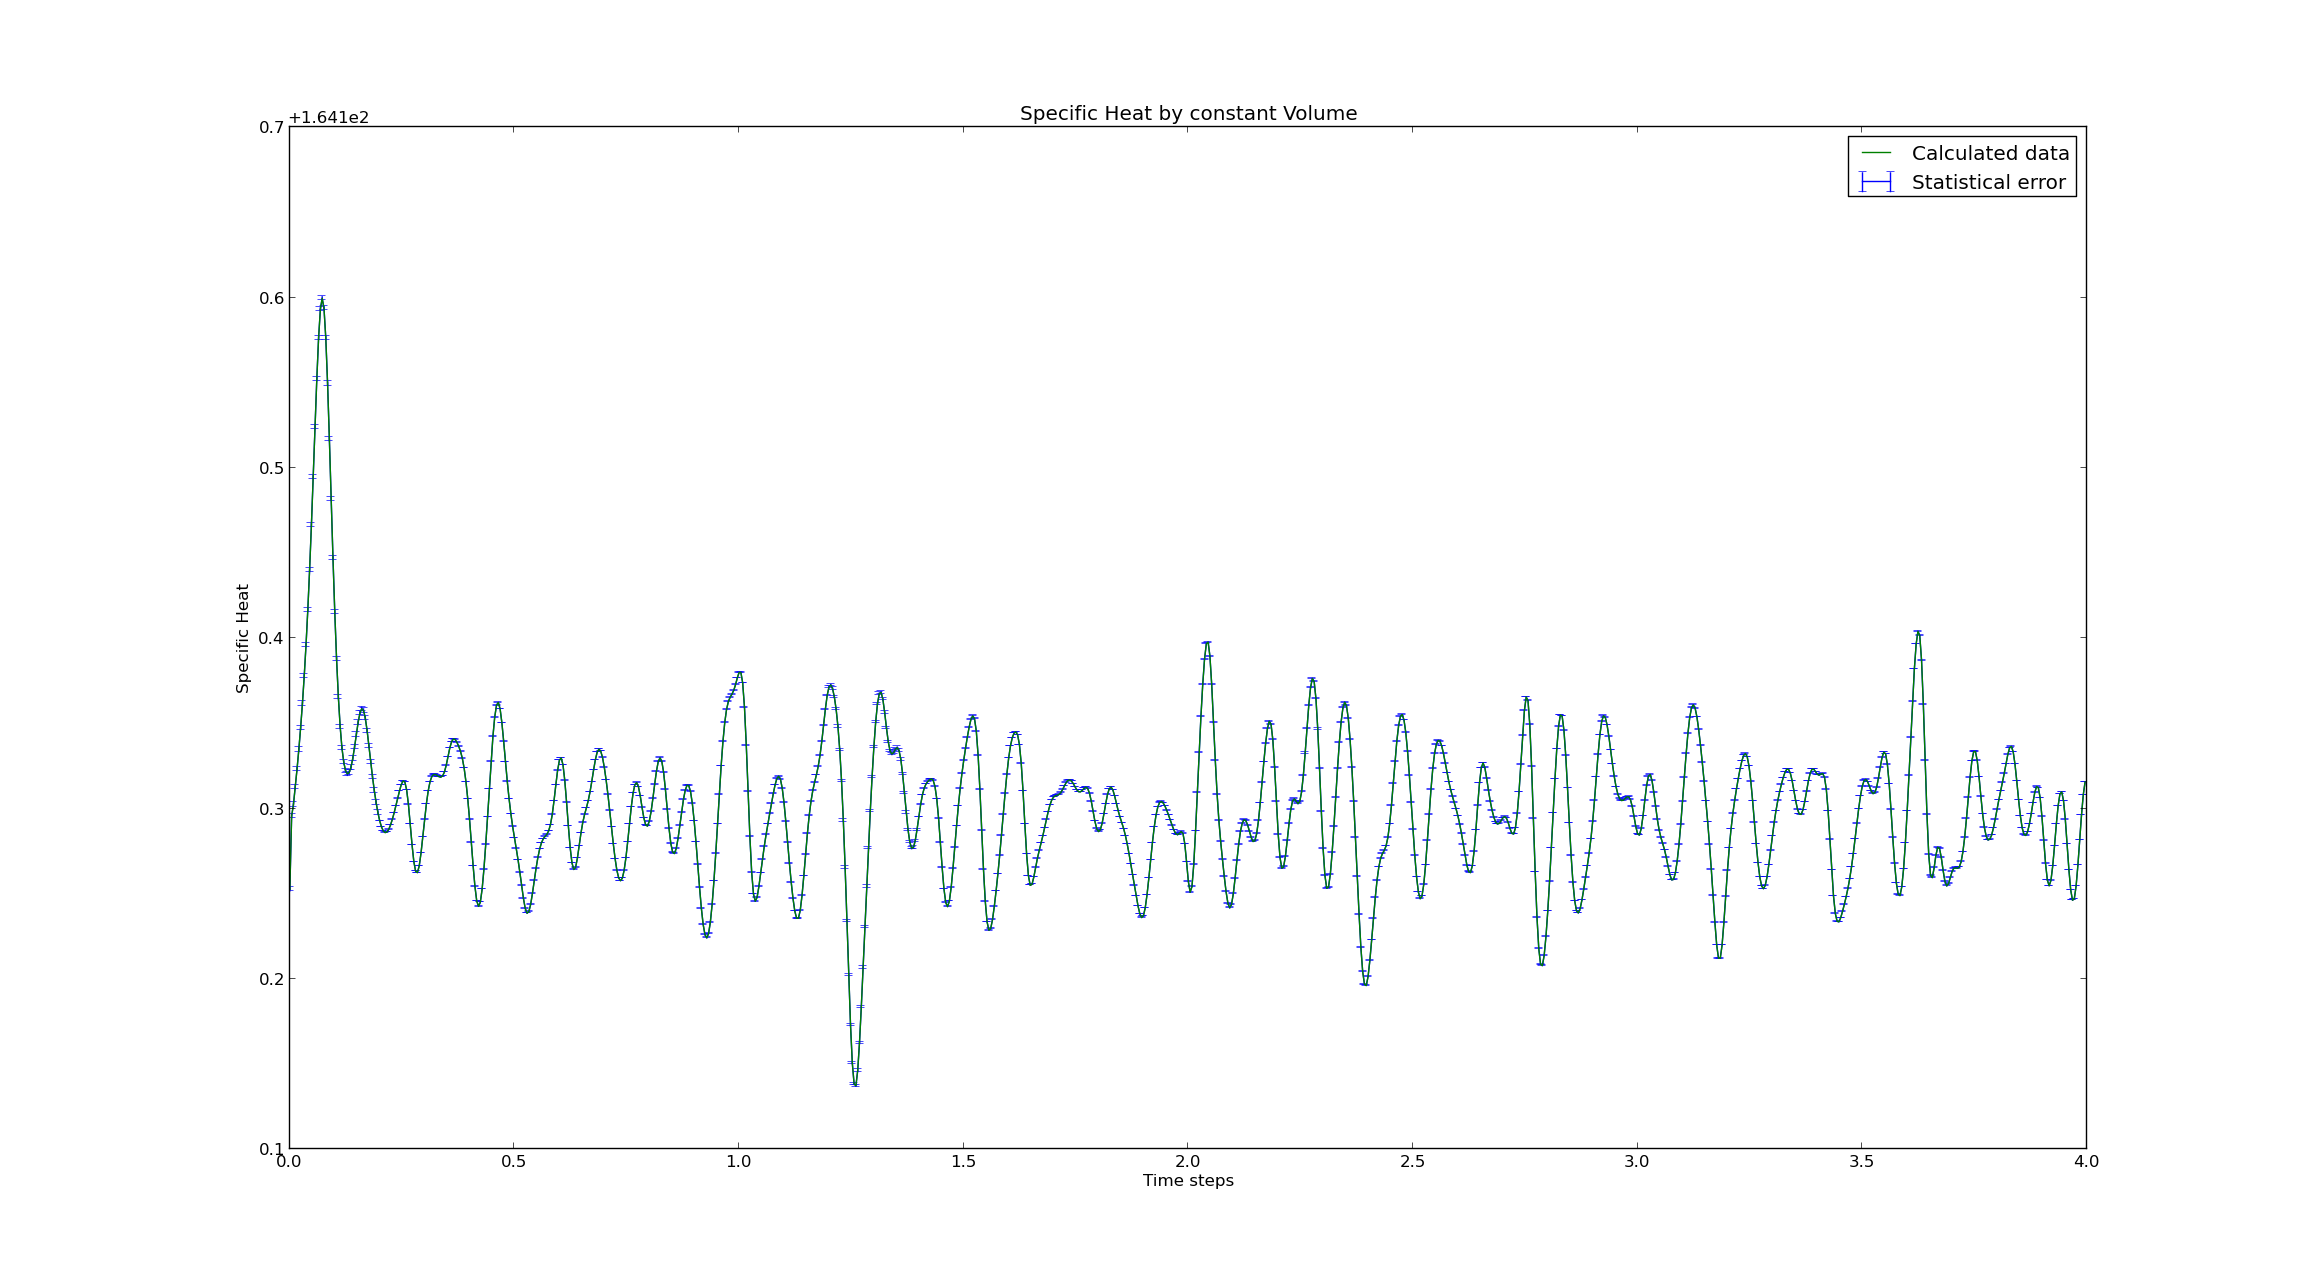 Specific Heat by constant Volume
+1.641e2
0.7
0.6
0.5
0.4
0.3
0.2
0.1
Specific Heat
Calculated data
Statistical error
0.0 0.5 1.0 1.5 2.0 2.5 3.0 3.5 4.0
Time steps